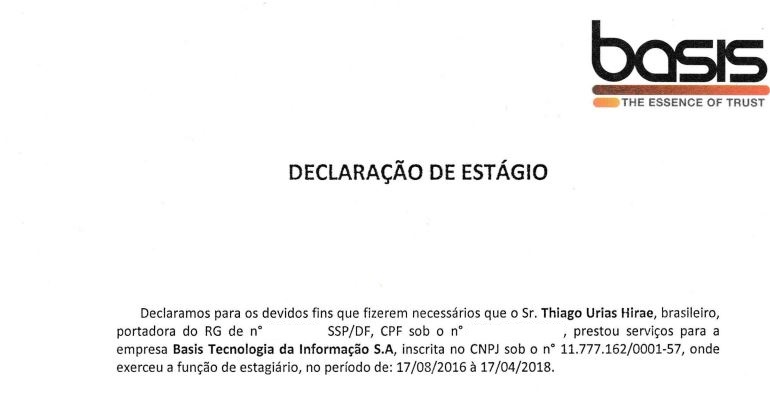 basis
THE ESSENCE OF TRUST
DECLARAÇÃO DE ESTÁGIO
Declaramos para os devidos fins que fizerem necessários que o Sr. Thiago Urias Hirae, brasileiro,
portadora do RG de n° SSP/DF, CPF sob o n° , prestou serviços para a
empresa Basis Tecnologia da Informação S.A, inscrita no CNPJ sob o n° 11.777.162/0001-57, onde
exerceu a função de estagiário, no período de: 17/08/2016 à 17/04/2018.